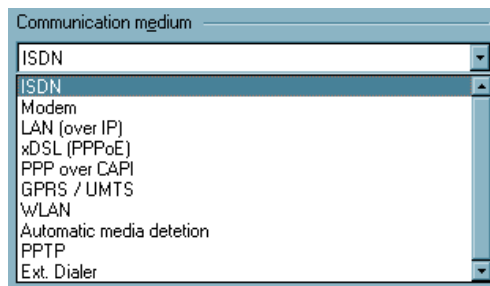 Communication medium
ISDN
ISDN
Modem
LAN (over IP)
xDSL (PPPoE)
PPP over CAPI
GPRS / UMTS
WLAN
Automatic media detetion
PPTP
Ext. Dialer